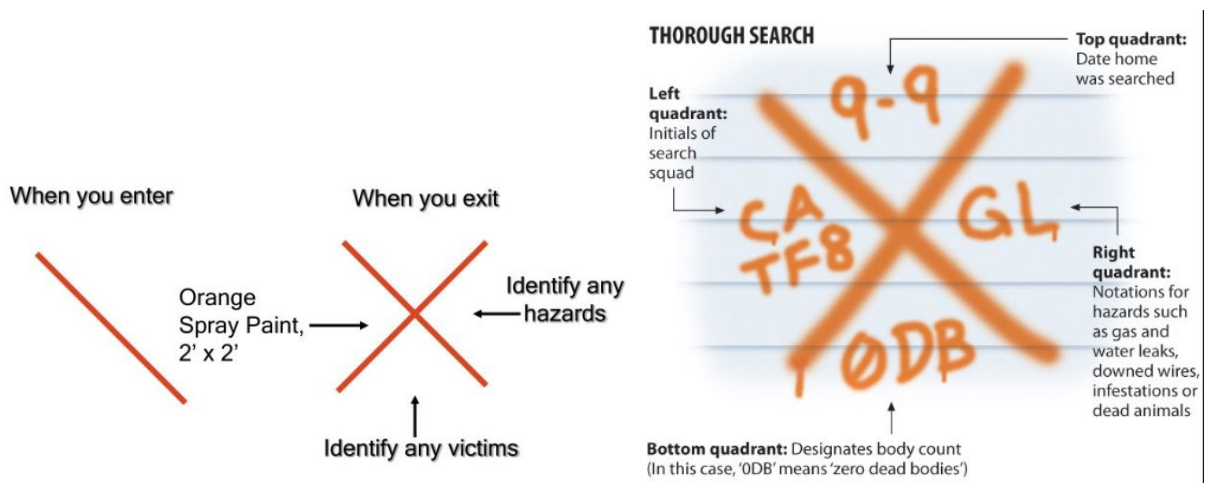 When you enter
When you exit
Orange
Spray Paint,
2' x 2'
Identify any
hazards
Identify any victims
THOROUGH SEARCH
Top quadrant:
Date home
was searched
Left
quadrant:
Initials of
search
squad
9-9
CA
TF8
GL
0DB
Right
quadrant:
Notations for
hazards such
as gas and
water leaks,
downed wires,
infestations or
dead animals
Bottom quadrant: Designates body count
(In this case, '0DB' means 'zero dead bodies')